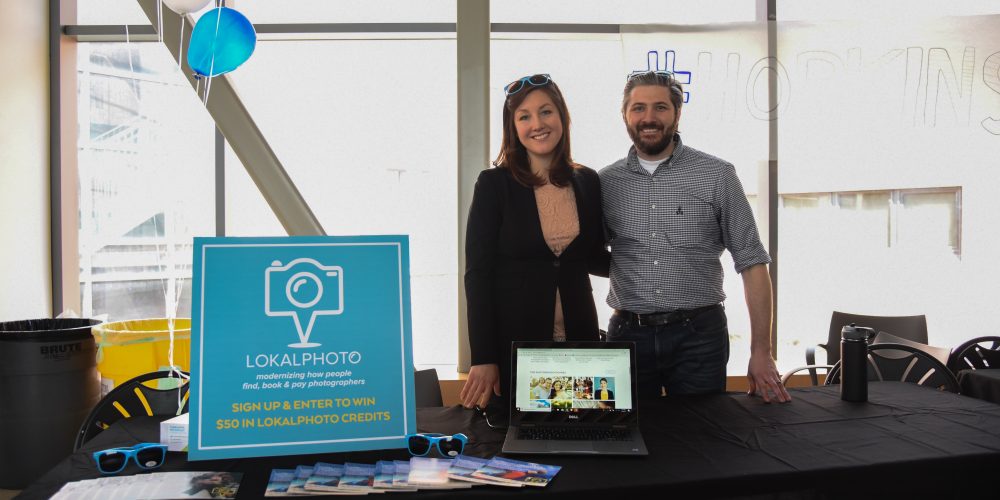 #HOPKINS
BRUTE
LOKALPHOTO
modernizing how people
find, book & pay photographers
SIGN UP & ENTER TO WIN
$50 IN LOKALPHOTO CREDITS
DELL